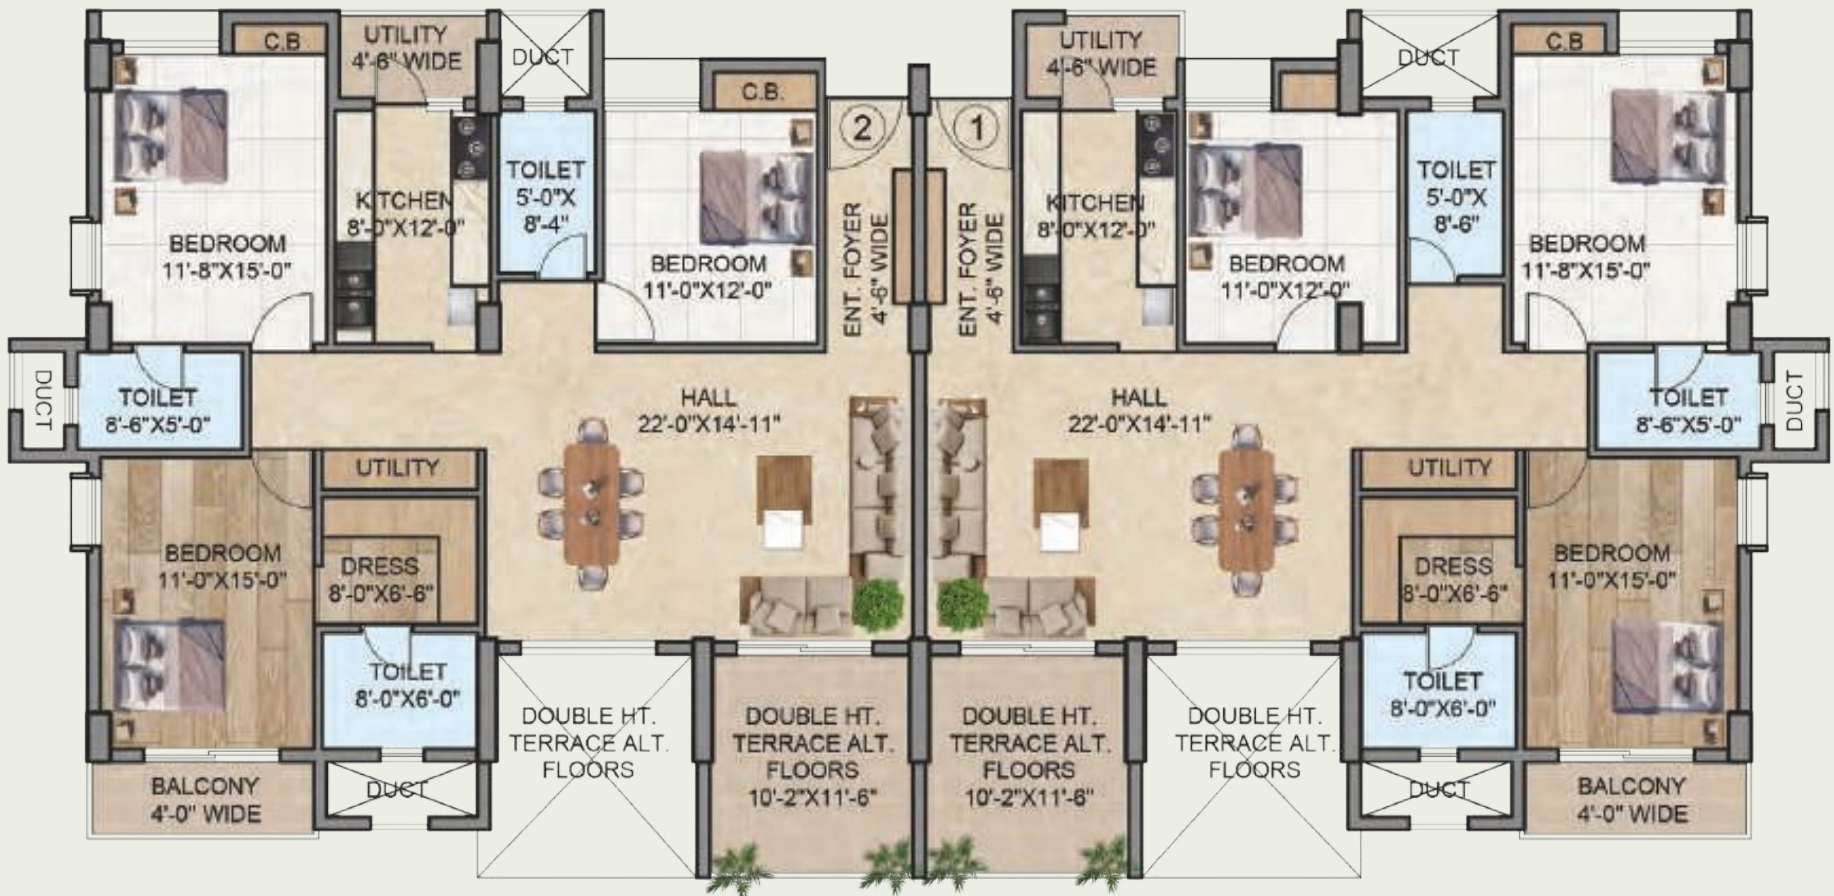 C.B
UTILITY
4'-6" WIDE
DUCT
C.B.
2
1
UTILITY
4'-6" WIDE
DUCT
C.B
BEDROOM
11'-8"X15'-0"
KITCHEN
8'-0"X12'-0"
TOILET
5'-0"X
8'-4"
BEDROOM
11'-0"X12'-0"
ENT. FOYER
4'-6" WIDE
ENT. FOYER
4'-6" WIDE
KITCHEN
8'-0"X12'-0"
BEDROOM
11'-0"X12'-0"
TOILET
5'-0"X
8'-6"
BEDROOM
11'-8"X15'-0"
DUCT
TOILET
8'-6"X5'-0"
HALL
22'-0"X14'-11"
HALL
22'-0"X14'-11"
TOILET
8'-6"X5'-0"
DUCT
UTILITY
UTILITY
BEDROOM
11'-0"X15'-0"
DRESS
8'-0"X6'-6"
DRESS
8'-0"X6'-6"
BEDROOM
11'-0"X15'-0"
TOILET
8'-0"X6'-0"
TOILET
8'-0"X6'-0"
DOUBLE HT.
TERRACE ALT.
FLOORS
DOUBLE HT.
TERRACE ALT.
FLOORS
10'-2"X11'-6"
DOUBLE HT.
TERRACE ALT.
FLOORS
10'-2"X11'-6"
DOUBLE HT.
TERRACE ALT.
FLOORS
BALCONY
4'-0" WIDE
DUCT
DUCT
BALCONY
4'-0" WIDE